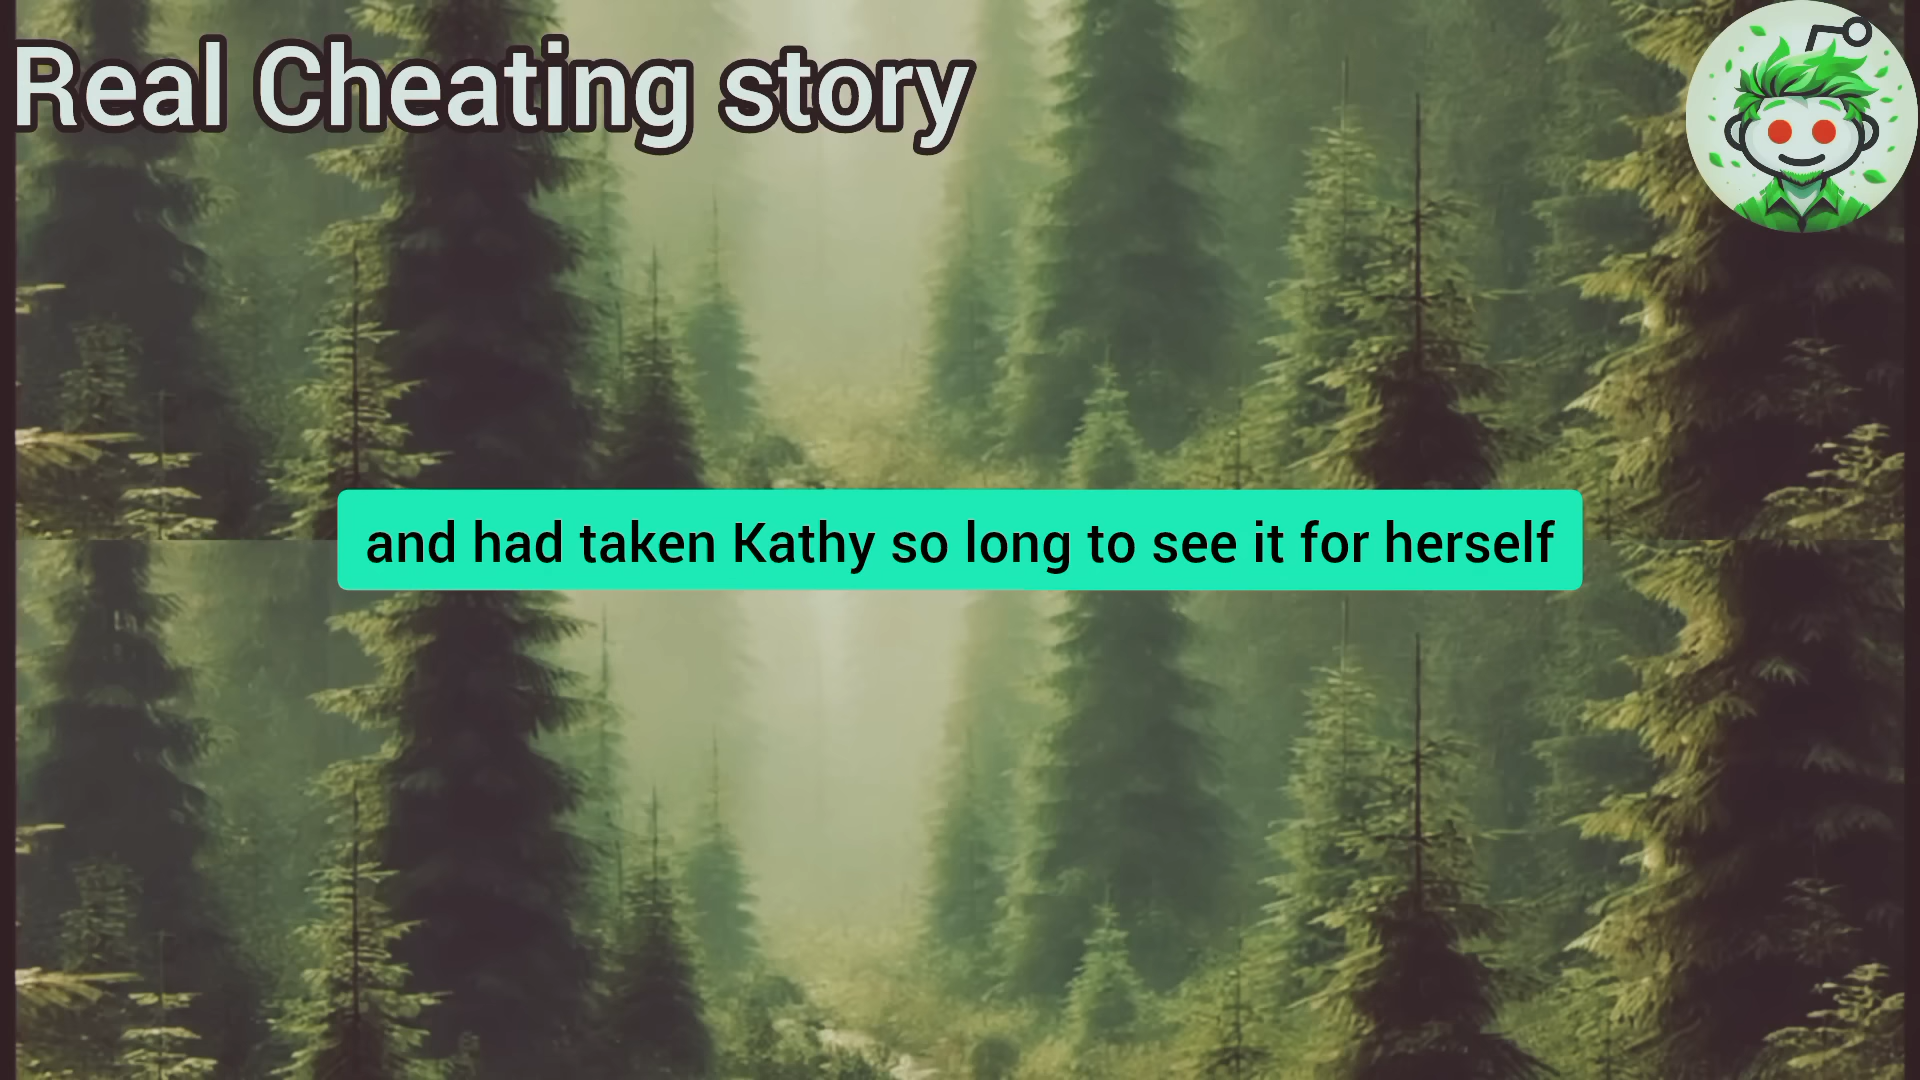 Real Cheating story
and had taken Kathy so long to see it for herself